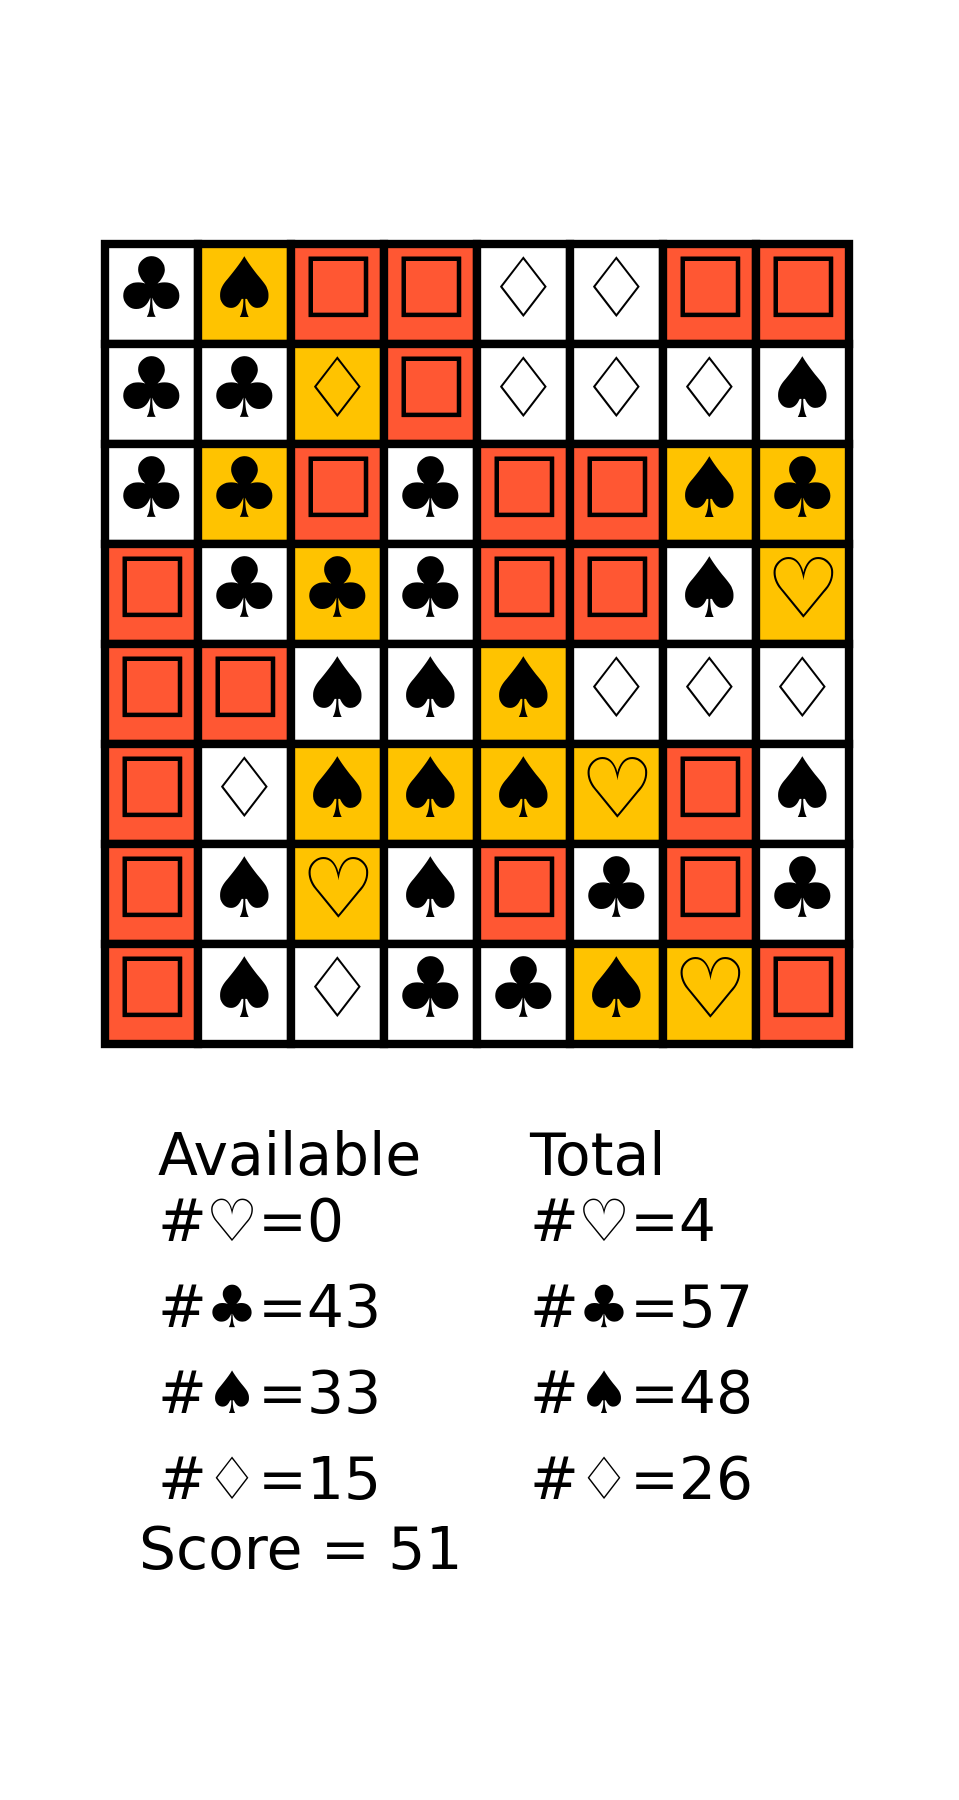 ♣ ♠ □ □ ♢ ♢ □ □
♣ ♣ ♢ □ ♢ ♢ ♢ ♠
♣ ♣ □ ♣ □ □ ♠ ♣
□ ♣ ♣ ♣ □ □ ♠ ♡
□ □ ♠ ♠ ♠ ♢ ♢ ♢
□ ♢ ♠ ♠ ♠ ♡ □ ♠
□ ♠ ♡ ♠ □ ♣ □ ♣
□ ♠ ♢ ♣ ♣ ♠ ♡ □
Available Total
#♡=0 #♡=4
#♣=43 #♣=57
#♠=33 #♠=48
#♢=15 #♢=26
Score = 51